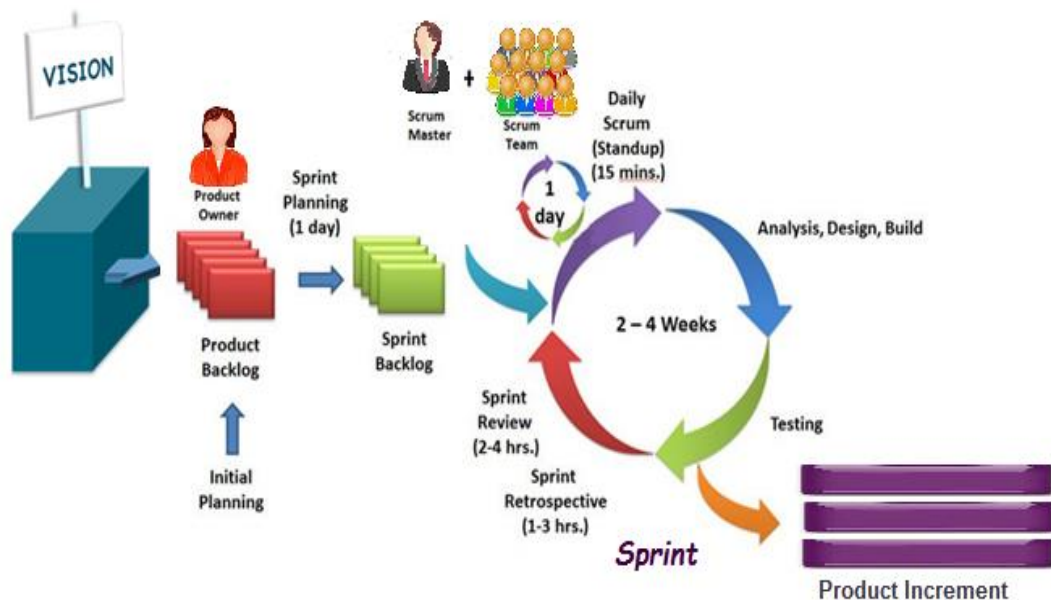 VISION
Product
Owner
Sprint
Planning
(1 day)
Scrum
Master
+
Scrum
Team
Daily
Scrum
(Standup)
(15 mins.)
1
day
Analysis, Design, Build
2 – 4 Weeks
Product
Backlog
Sprint
Backlog
Initial
Planning
Sprint
Review
(2-4 hrs.)
Sprint
Retrospective
(1-3 hrs.)
Testing
Sprint
Product Increment